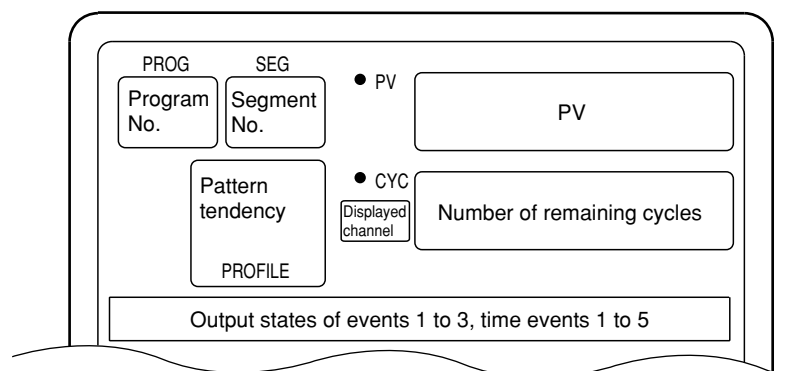 PROG SEG
Program No.
Segment No.
PV
PV
Pattern tendency
PROFILE
CYC
Displayed channel
Number of remaining cycles
Output states of events 1 to 3, time events 1 to 5